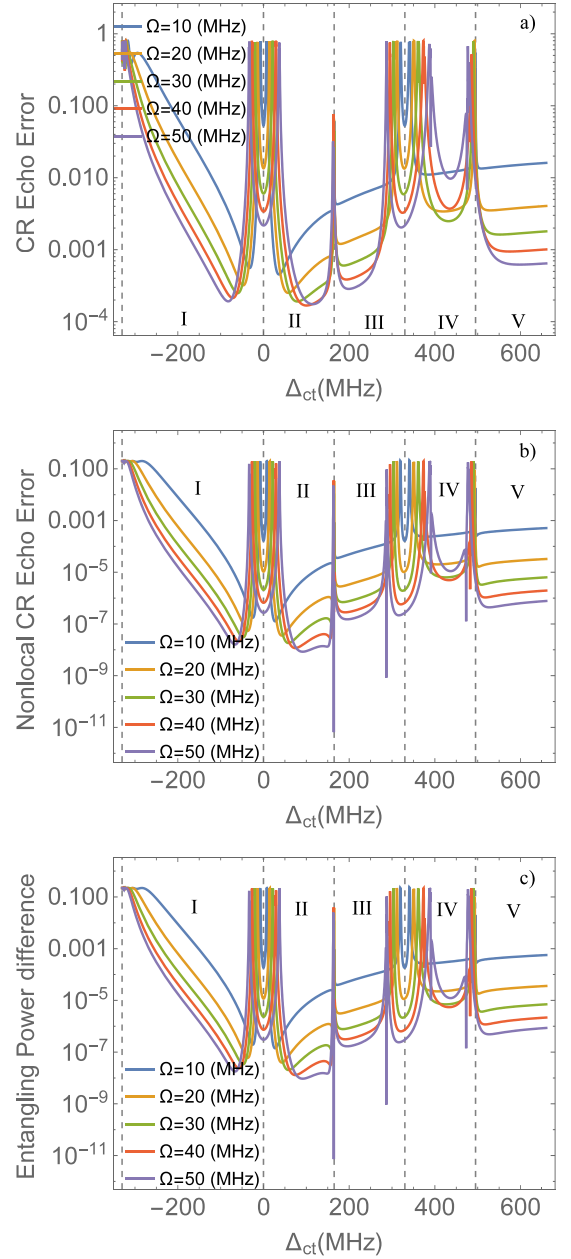 a)
1
0.100
0.010
0.001
10⁻⁴
CR Echo Error
Ω=10 (MHz)
Ω=20 (MHz)
Ω=30 (MHz)
Ω=40 (MHz)
Ω=50 (MHz)
I II III IV V
-200 0 200 400 600
Δct(MHz)
b)
0.100
0.001
10⁻⁵
10⁻⁷
10⁻⁹
10⁻¹¹
Nonlocal CR Echo Error
I II III IV V
Ω=10 (MHz)
Ω=20 (MHz)
Ω=30 (MHz)
Ω=40 (MHz)
Ω=50 (MHz)
-200 0 200 400 600
Δct(MHz)
c)
0.100
0.001
10⁻⁵
10⁻⁷
10⁻⁹
10⁻¹¹
Entangling Power difference
I II III IV V
Ω=10 (MHz)
Ω=20 (MHz)
Ω=30 (MHz)
Ω=40 (MHz)
Ω=50 (MHz)
-200 0 200 400 600
Δct(MHz)